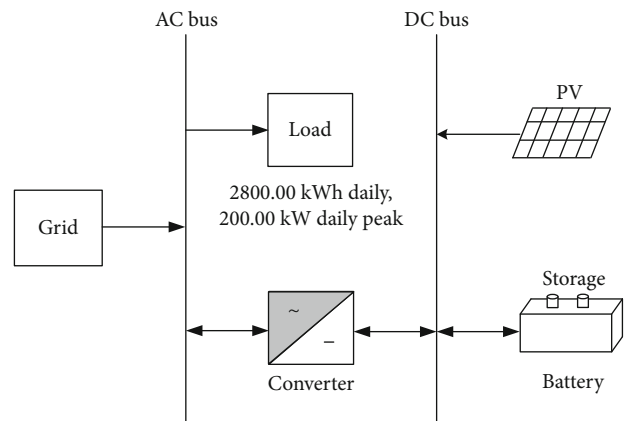 AC bus
DC bus
PV
Load
2800.00 kWh daily,
200.00 kW daily peak
Grid
Storage
~
–
Converter
Battery